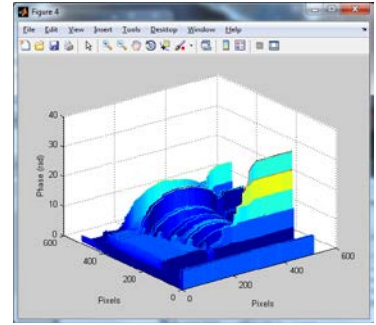 Figure 4
File Edit View Insert Tools Desktop Window Help
40
30
20
10
0
Phase (rad)
600
400
200
0
Pixels
0
200
400
600
Pixels